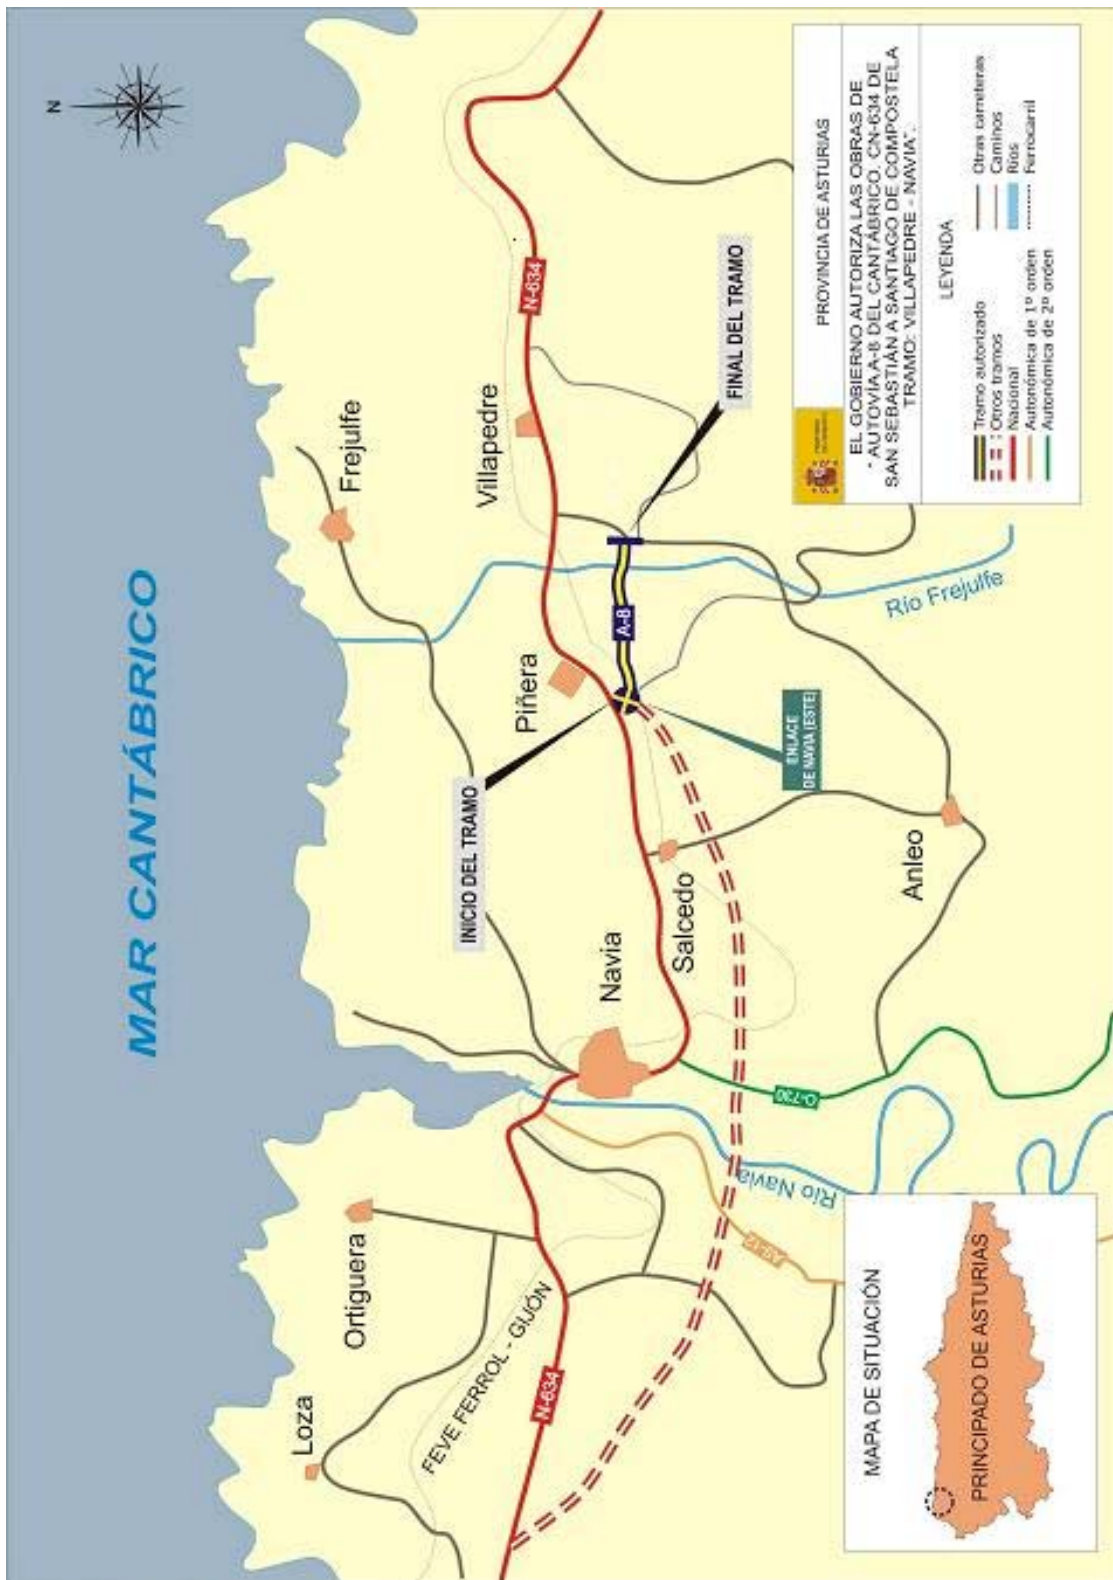 N
MAR CANTÁBRICO
Loza
Ortiguera
Frejulfe
FEVE FERROL - GIJÓN
N-634
INICIO DEL TRAMO
Navia
Piñera
Villapedre
N-634
Salcedo
A-8
FINAL DEL TRAMO
ENLACE
DE NAVIA (ESTE)
Río Navia
O-730
Anleo
Río Frejulfe
MAPA DE SITUACIÓN
PRINCIPADO DE ASTURIAS
PROVINCIA DE ASTURIAS
EL GOBIERNO AUTORIZA LAS OBRAS DE
" AUTOVÍA A-8 DEL CANTÁBRICO. CN-634 DE
SAN SEBASTIÁN A SANTIAGO DE COMPOSTELA
TRAMO: VILLAPEDRE - NAVIA".
LEYENDA
Tramo autorizado
Otros tramos
Nacional
Autonómica de 1º orden
Autonómica de 2º orden
Otras carreteras
Caminos
Ríos
Ferrocarril